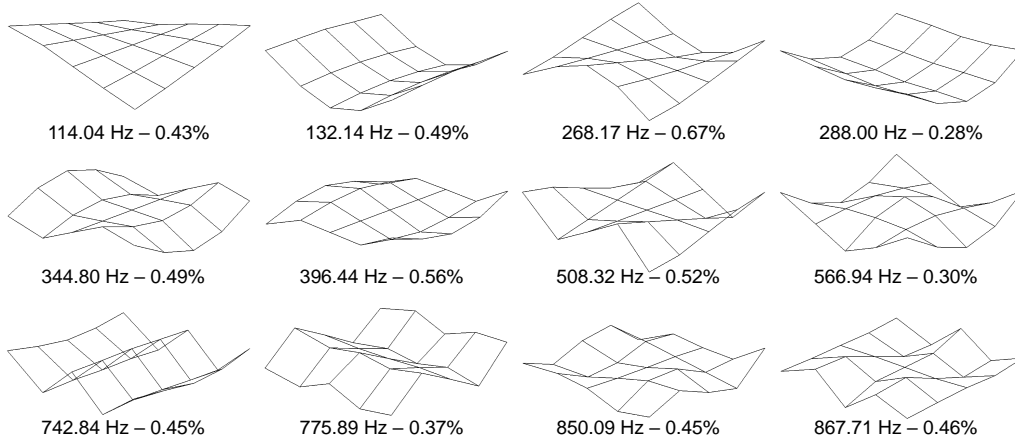 114.04 Hz – 0.43%
132.14 Hz – 0.49%
268.17 Hz – 0.67%
288.00 Hz – 0.28%
344.80 Hz – 0.49%
396.44 Hz – 0.56%
508.32 Hz – 0.52%
566.94 Hz – 0.30%
742.84 Hz – 0.45%
775.89 Hz – 0.37%
850.09 Hz – 0.45%
867.71 Hz – 0.46%